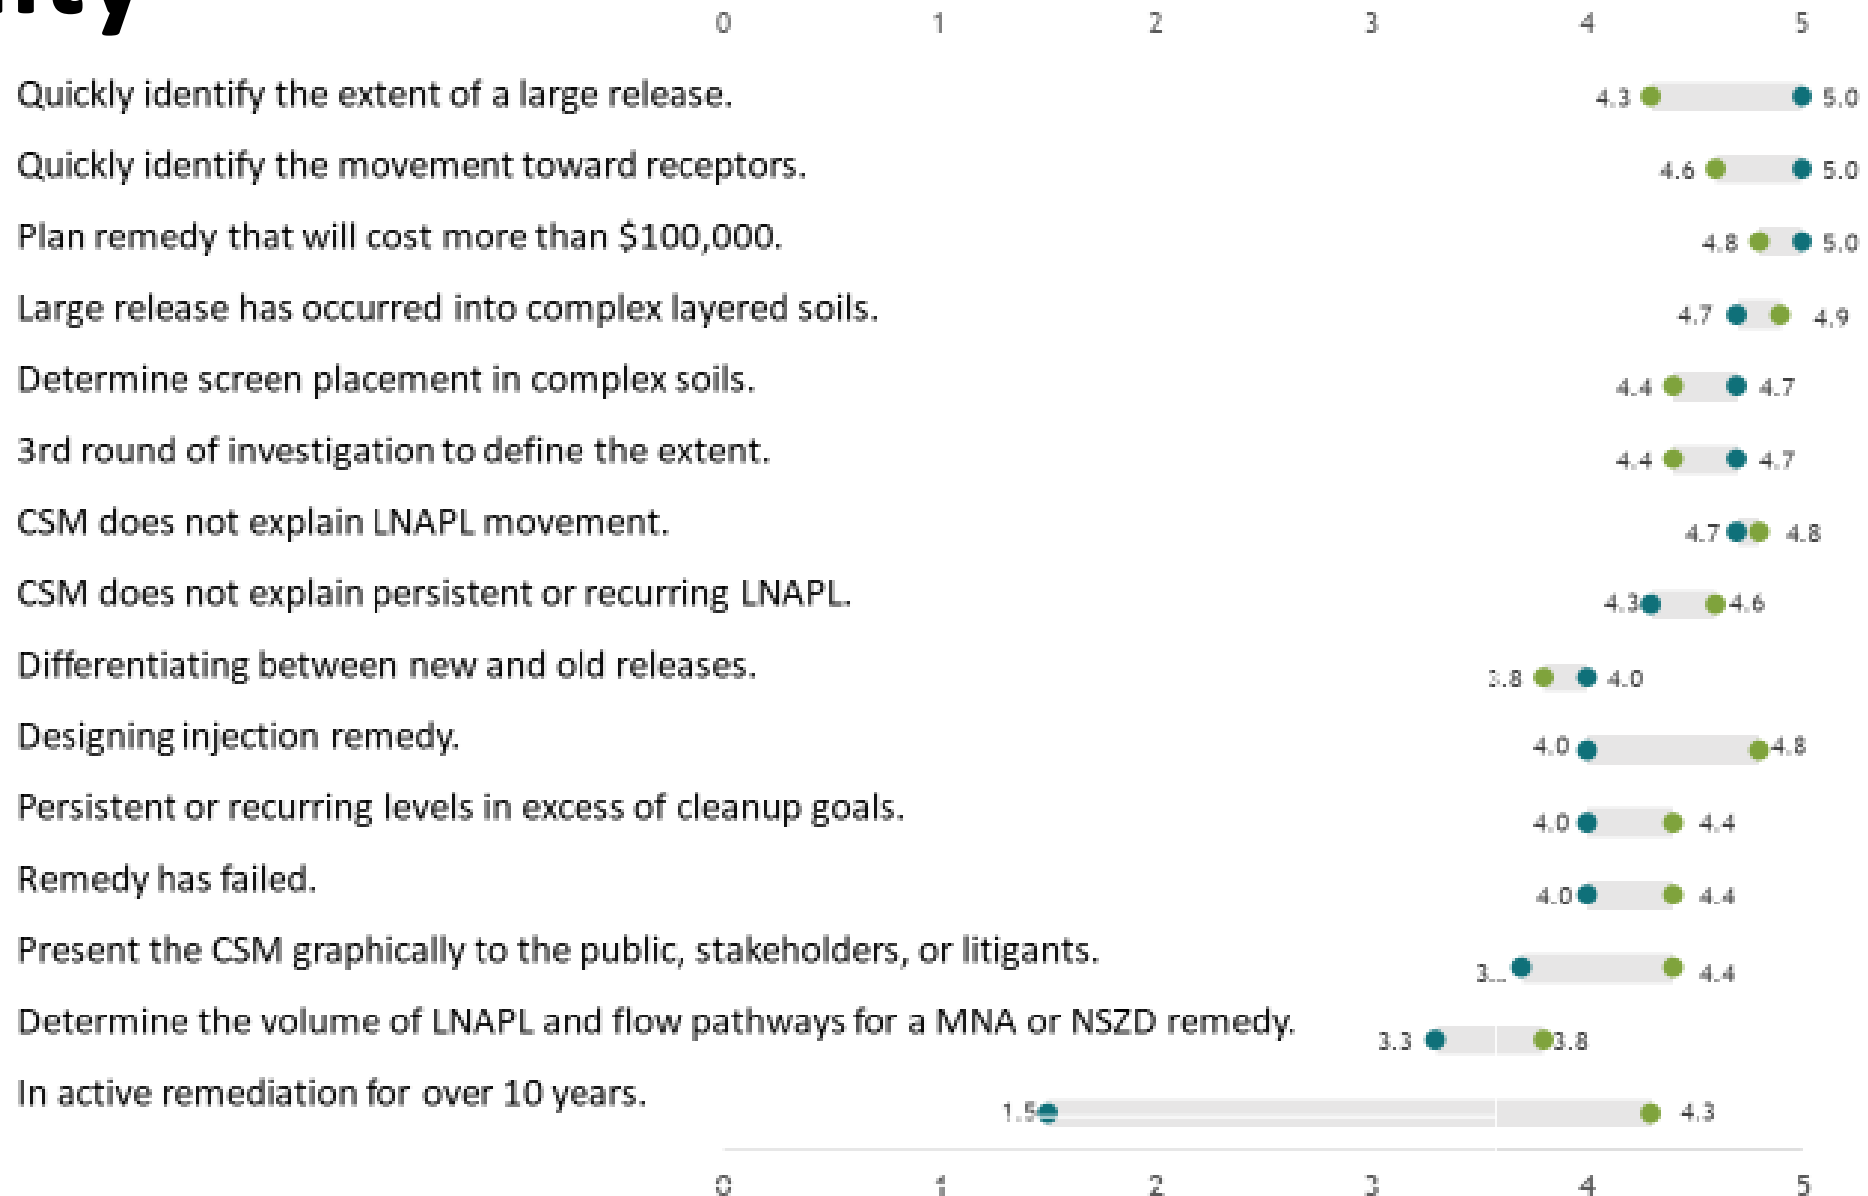 0 1 2 3 4 5
Quickly identify the extent of a large release. 4.3 5.0
Quickly identify the movement toward receptors. 4.6 5.0
Plan remedy that will cost more than $100,000. 4.8 5.0
Large release has occurred into complex layered soils. 4.7 4.9
Determine screen placement in complex soils. 4.4 4.7
3rd round of investigation to define the extent. 4.4 4.7
CSM does not explain LNAPL movement. 4.7 4.8
CSM does not explain persistent or recurring LNAPL. 4.3 4.6
Differentiating between new and old releases. 3.8 4.0
Designing injection remedy. 4.0 4.8
Persistent or recurring levels in excess of cleanup goals. 4.0 4.4
Remedy has failed. 4.0 4.4
Present the CSM graphically to the public, stakeholders, or litigants. 3... 4.4
Determine the volume of LNAPL and flow pathways for a MNA or NSZD remedy. 3.3 3.8
In active remediation for over 10 years. 1.5 4.3
0 1 2 3 4 5